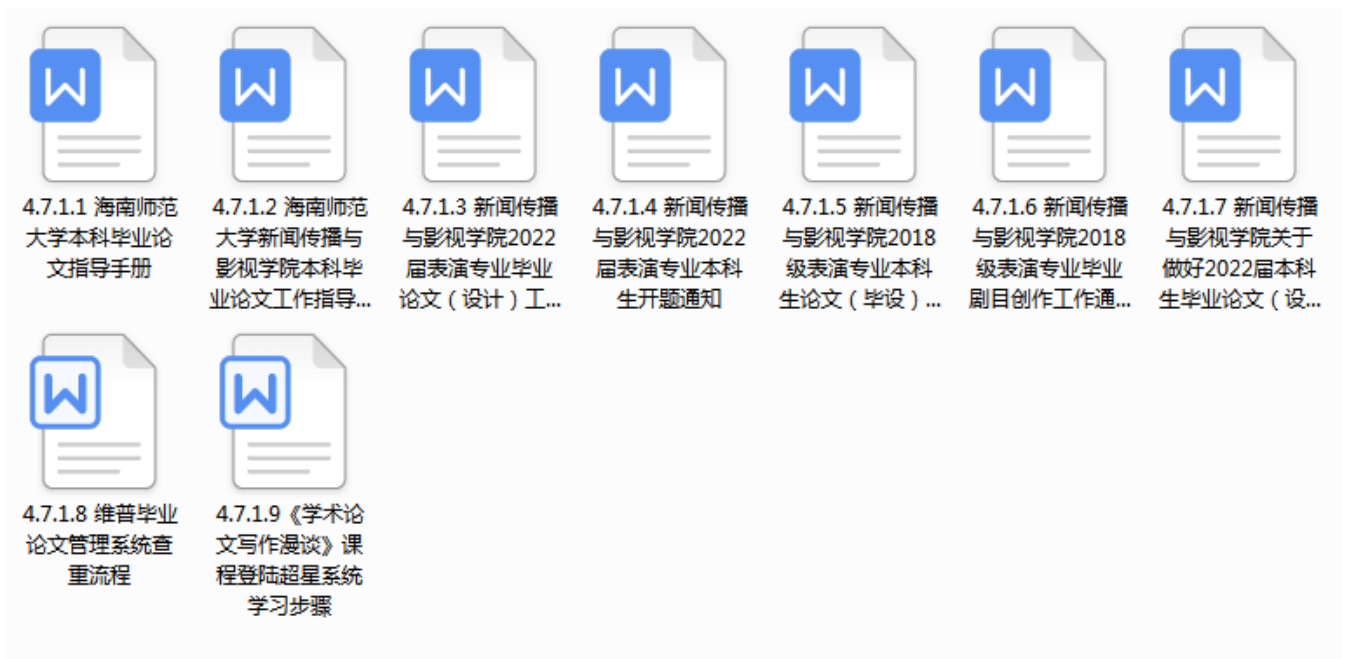 4.7.1.1 海南师范
大学本科毕业论
文指导手册
4.7.1.2 海南师范
大学新闻传播与
影视学院本科毕
业论文工作指导...
4.7.1.3 新闻传播
与影视学院2022
届表演专业毕业
论文（设计）工...
4.7.1.4 新闻传播
与影视学院2022
届表演专业本科
生开题通知
4.7.1.5 新闻传播
与影视学院2018
级表演专业本科
生论文（毕设）...
4.7.1.6 新闻传播
与影视学院2018
级表演专业毕业
剧目创作工作通...
4.7.1.7 新闻传播
与影视学院关于
做好2022届本科
生毕业论文（设...
4.7.1.8 维普毕业
论文管理系统查
重流程
4.7.1.9《学术论
文写作漫谈》课
程登陆超星系统
学习步骤